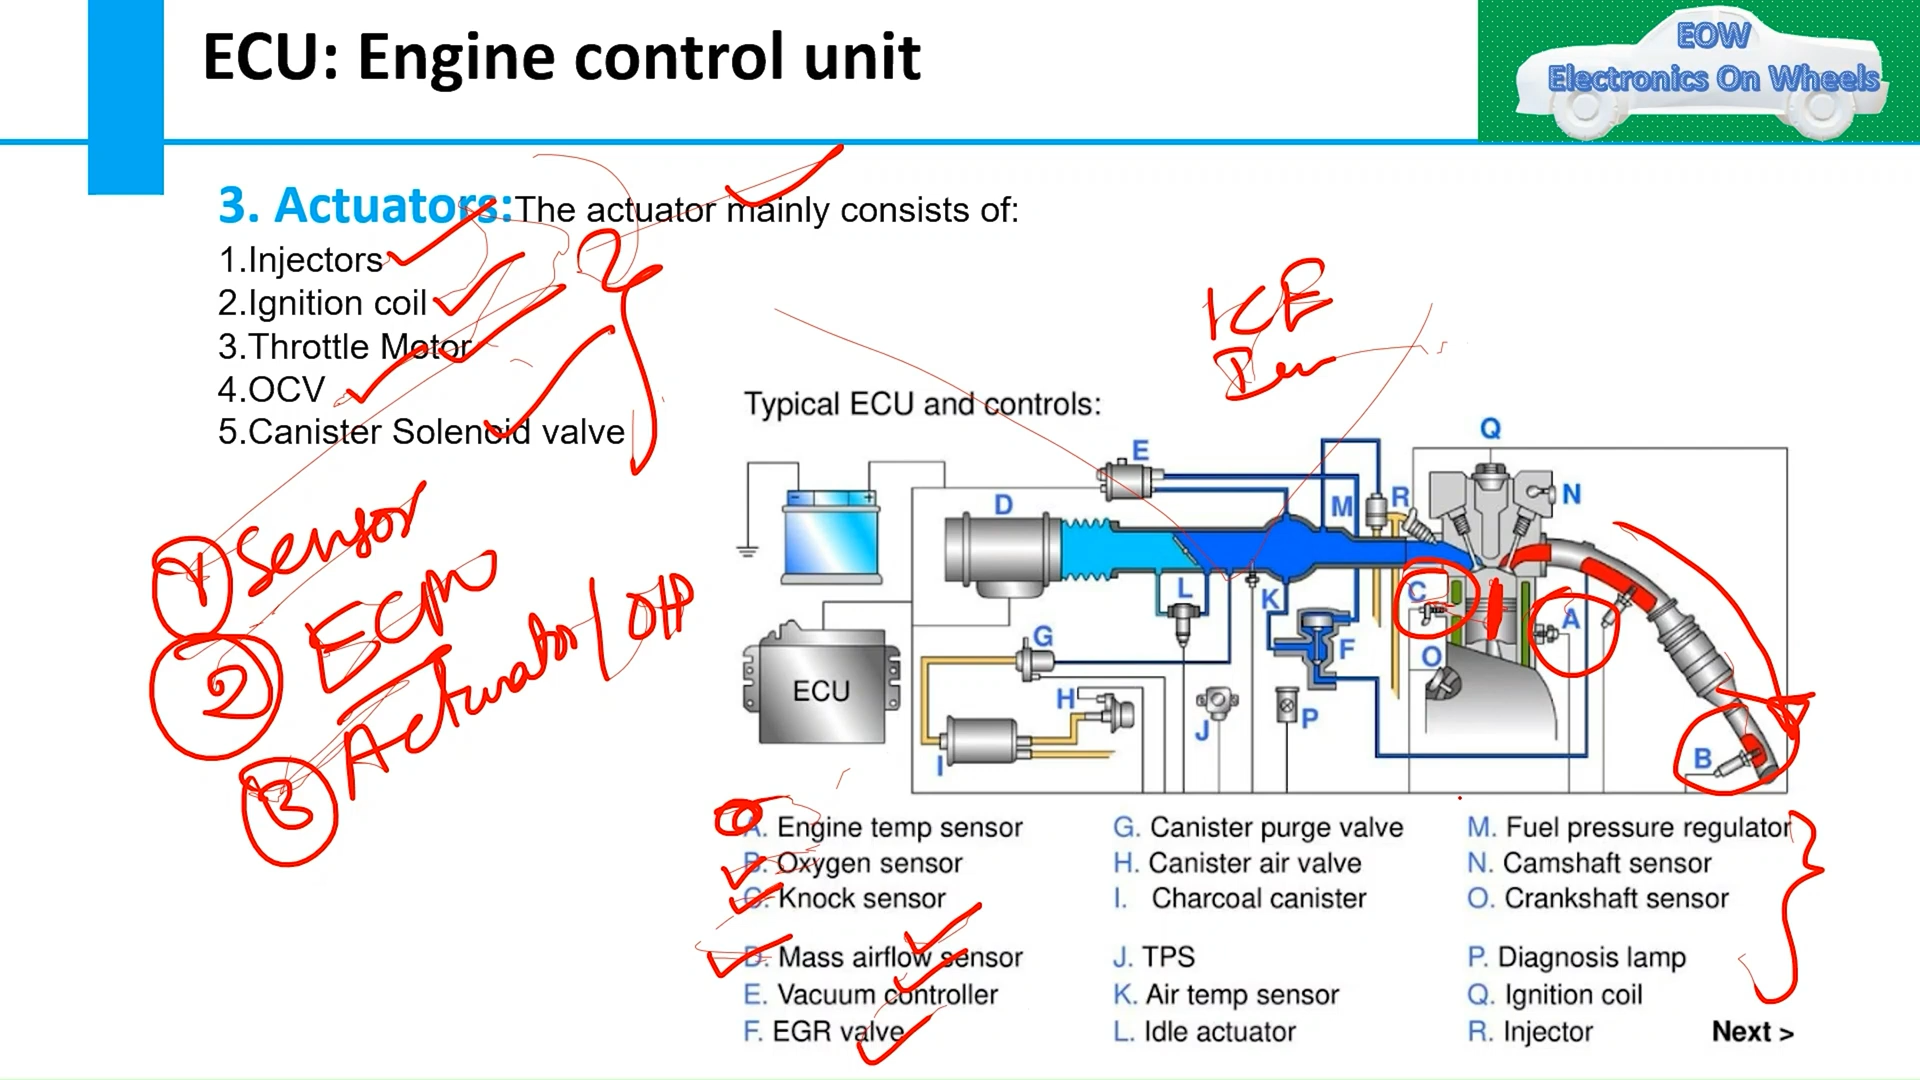 ECU: Engine control unit
EOW
Electronics On Wheels
3. Actuators:The actuator mainly consists of:
1.Injectors
2.Ignition coil
3.Throttle Motor
4.OCV
5.Canister Solenoid valve
ICE
Typical ECU and controls:
Q
E
D
M
R
N
L
K
C
A
G
F
O
ECU
H
J
P
I
B
1 Sensor
2 ECM
3 Actuator / O/P
A. Engine temp sensor
B. Oxygen sensor
C. Knock sensor
D. Mass airflow sensor
E. Vacuum controller
F. EGR valve
G. Canister purge valve
H. Canister air valve
I. Charcoal canister
J. TPS
K. Air temp sensor
L. Idle actuator
M. Fuel pressure regulator
N. Camshaft sensor
O. Crankshaft sensor
P. Diagnosis lamp
Q. Ignition coil
R. Injector
Next >